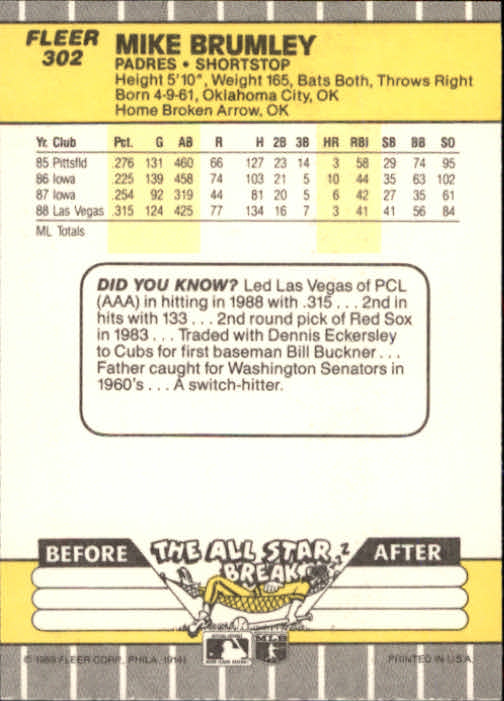 FLEER
302
MIKE BRUMLEY
PADRES • SHORTSTOP
Height 5'10", Weight 165, Bats Both, Throws Right
Born 4-9-61, Oklahoma City, OK
Home Broken Arrow, OK
Yr. Club Pct. G AB R H 2B 3B HR RBI SB BB SO
85 Pittsfld .276 131 460 66 127 23 14 3 58 29 74 95
86 Iowa .225 139 458 74 103 21 5 10 44 35 63 102
87 Iowa .254 92 319 44 81 20 5 6 42 27 35 61
88 Las Vegas .315 124 425 77 134 16 7 3 41 41 56 84
ML Totals
DID YOU KNOW? Led Las Vegas of PCL
(AAA) in hitting in 1988 with .315 . . . 2nd in
hits with 133 . . . 2nd round pick of Red Sox
in 1983 . . . Traded with Dennis Eckersley
to Cubs for first baseman Bill Buckner . . .
Father caught for Washington Senators in
1960's . . . A switch-hitter.
BEFORE THE ALL STAR BREAK AFTER
MLB
© 1989 FLEER CORP., PHILA. 19141 PRINTED IN U.S.A.